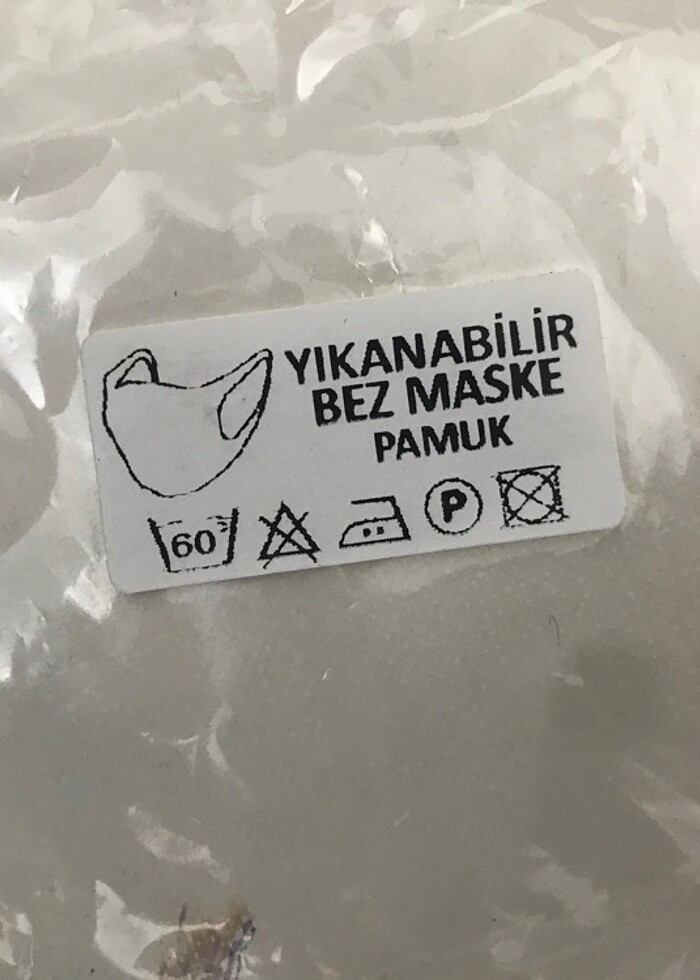 YIKANABİLİR
BEZ MASKE
PAMUK
60 P